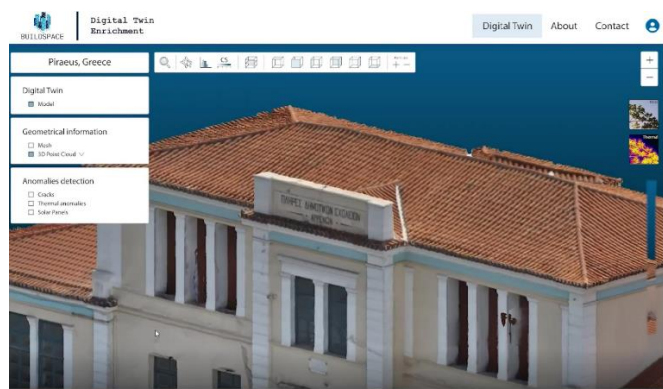 BUILDSPACE
Digital Twin
Enrichment
Digital Twin
About
Contact
Piraeus, Greece
Digital Twin
Model
Geometrical information
Mesh
3D Point Cloud
Anomalies detection
Cracks
Thermal anomalies
Solar Panels
Thermal